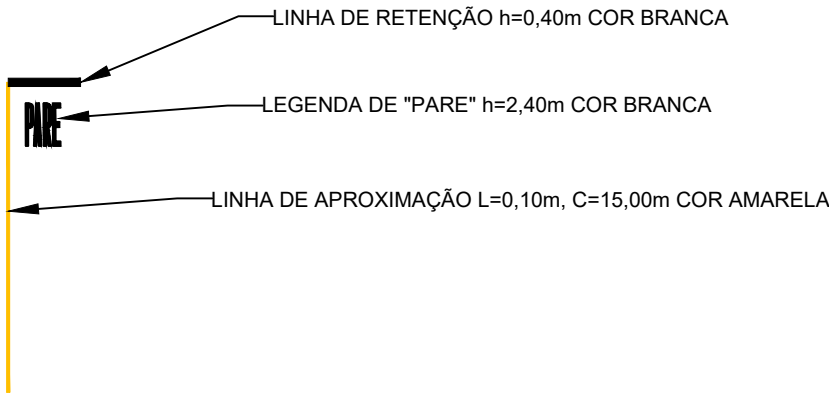 LINHA DE RETENÇÃO h=0,40m COR BRANCA
LEGENDA DE "PARE" h=2,40m COR BRANCA
PARE
LINHA DE APROXIMAÇÃO L=0,10m, C=15,00m COR AMARELA